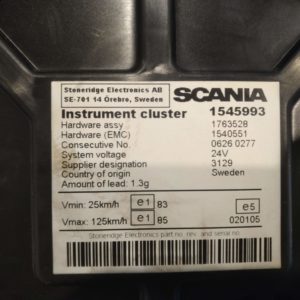 Stoneridge Electronics AB
SE-701 14 Örebro, Sweden
SCANIA
Instrument cluster 1545993
Hardware assy 1763528
Hardware (EMC) 1540551
Consecutive No. 0626 0277
System voltage 24V
Supplier designation 3129
Country of origin Sweden
Amount of lead: 1.3g
Vmin: 25km/h e1 83 e5
Vmax: 125km/h e1 85 020105
Stoneridge Electronics part no. rev. and serial no.